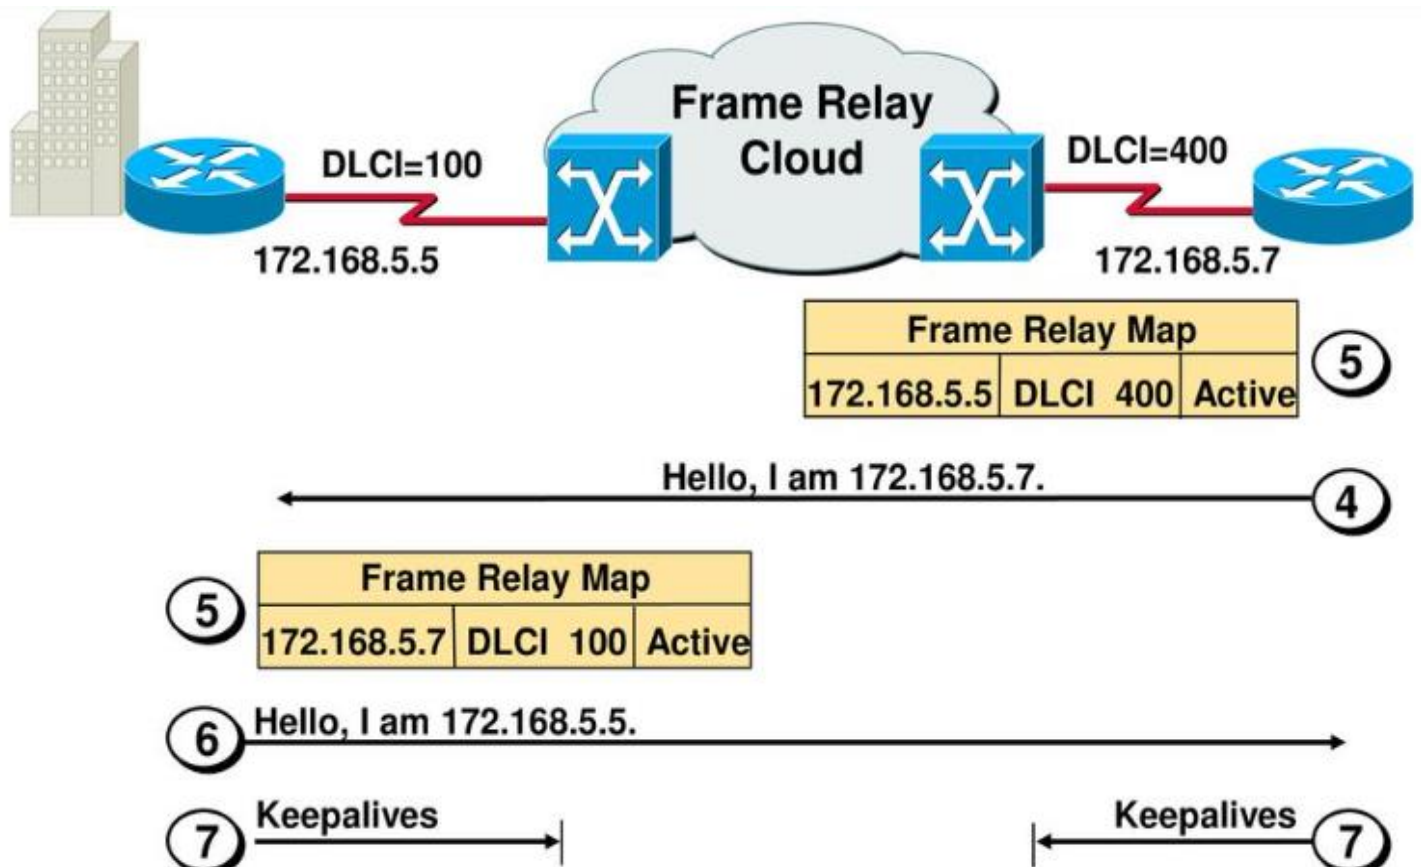 Frame Relay
Cloud
DLCI=100
DLCI=400
172.168.5.5
172.168.5.7
Frame Relay Map
172.168.5.5 DLCI 400 Active
5
Hello, I am 172.168.5.7.
4
Frame Relay Map
5
172.168.5.7 DLCI 100 Active
6
Hello, I am 172.168.5.5.
7
Keepalives
Keepalives
7